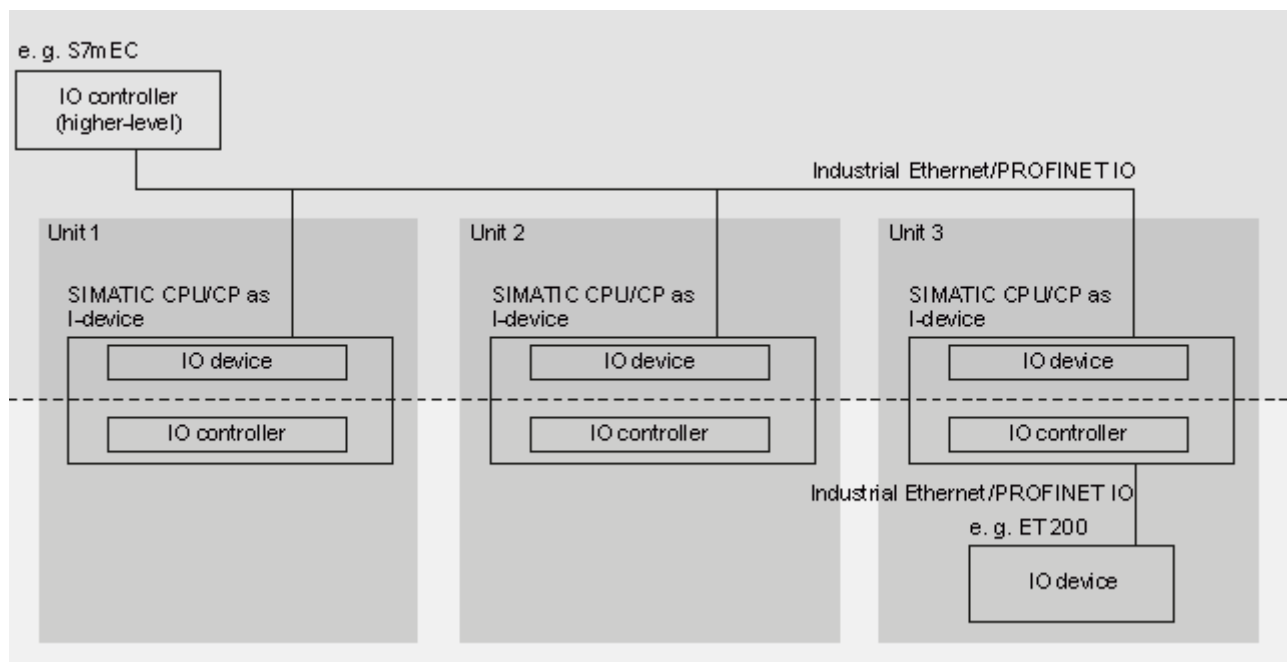 e. g. S7mEC
IO controller
(higher-level)
Industrial Ethernet/PROFINET IO
Unit 1
Unit 2
Unit 3
SIMATIC CPU/CP as
I-device
SIMATIC CPU/CP as
I-device
SIMATIC CPU/CP as
I-device
IO device
IO device
IO device
IO controller
IO controller
IO controller
Industrial Ethernet/PROFINET IO
e. g. ET200
IO device